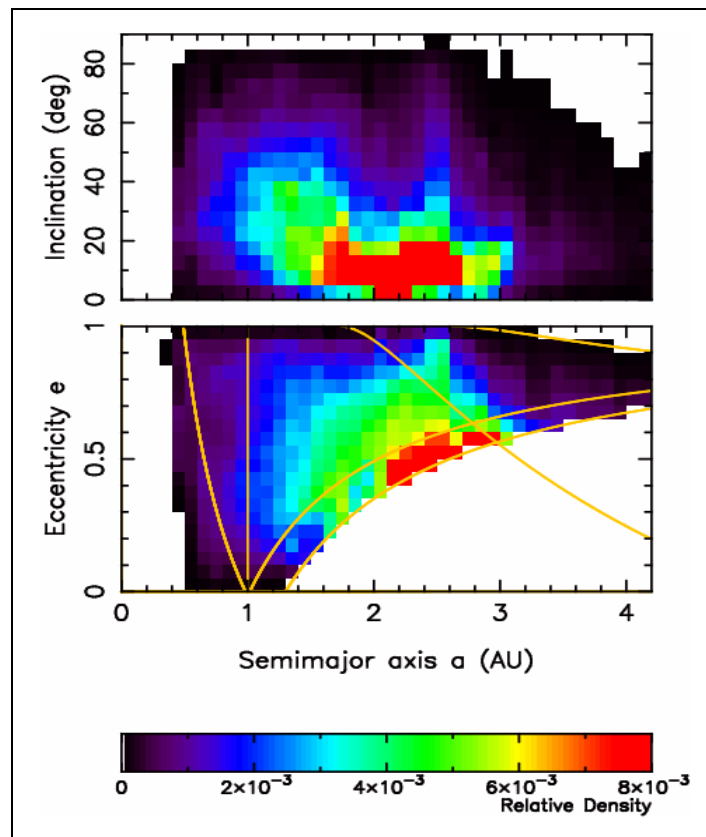 80
60
40
20
0
Inclination (deg)
1
0.5
0
Eccentricity e
0 1 2 3 4
Semimajor axis a (AU)
0 2×10⁻³ 4×10⁻³ 6×10⁻³ 8×10⁻³
Relative Density